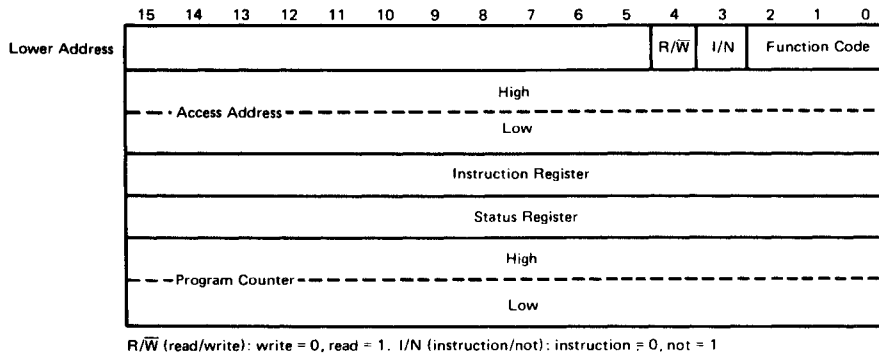 15 14 13 12 11 10 9 8 7 6 5 4 3 2 1 0
Lower Address R/W̅ I/N Function Code
High
Access Address
Low
Instruction Register
Status Register
High
Program Counter
Low
R/W̅ (read/write): write = 0, read = 1. I/N (instruction/not): instruction = 0, not = 1